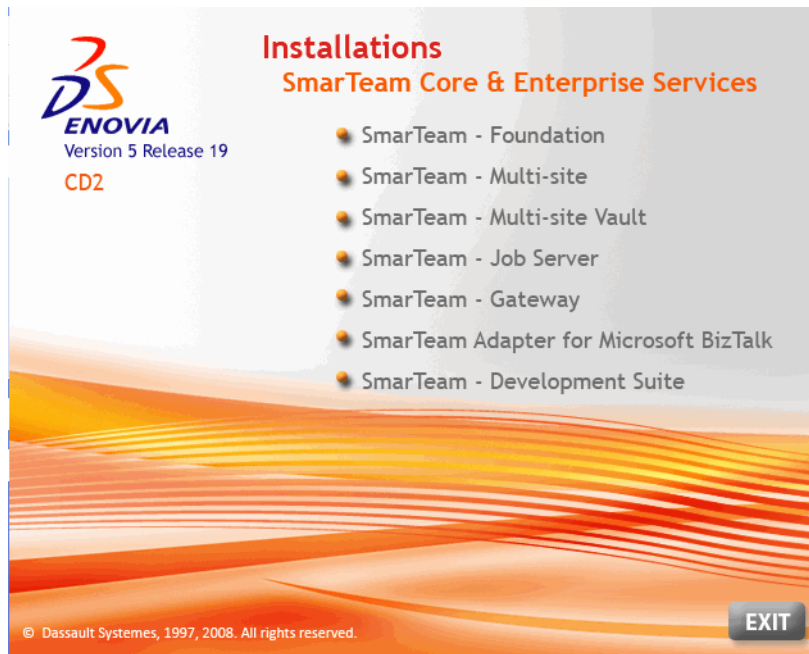 Installations
SmarTeam Core & Enterprise Services
ENOVIA
Version 5 Release 19
CD2
SmarTeam - Foundation
SmarTeam - Multi-site
SmarTeam - Multi-site Vault
SmarTeam - Job Server
SmarTeam - Gateway
SmarTeam Adapter for Microsoft BizTalk
SmarTeam - Development Suite
© Dassault Systemes, 1997, 2008. All rights reserved.
EXIT